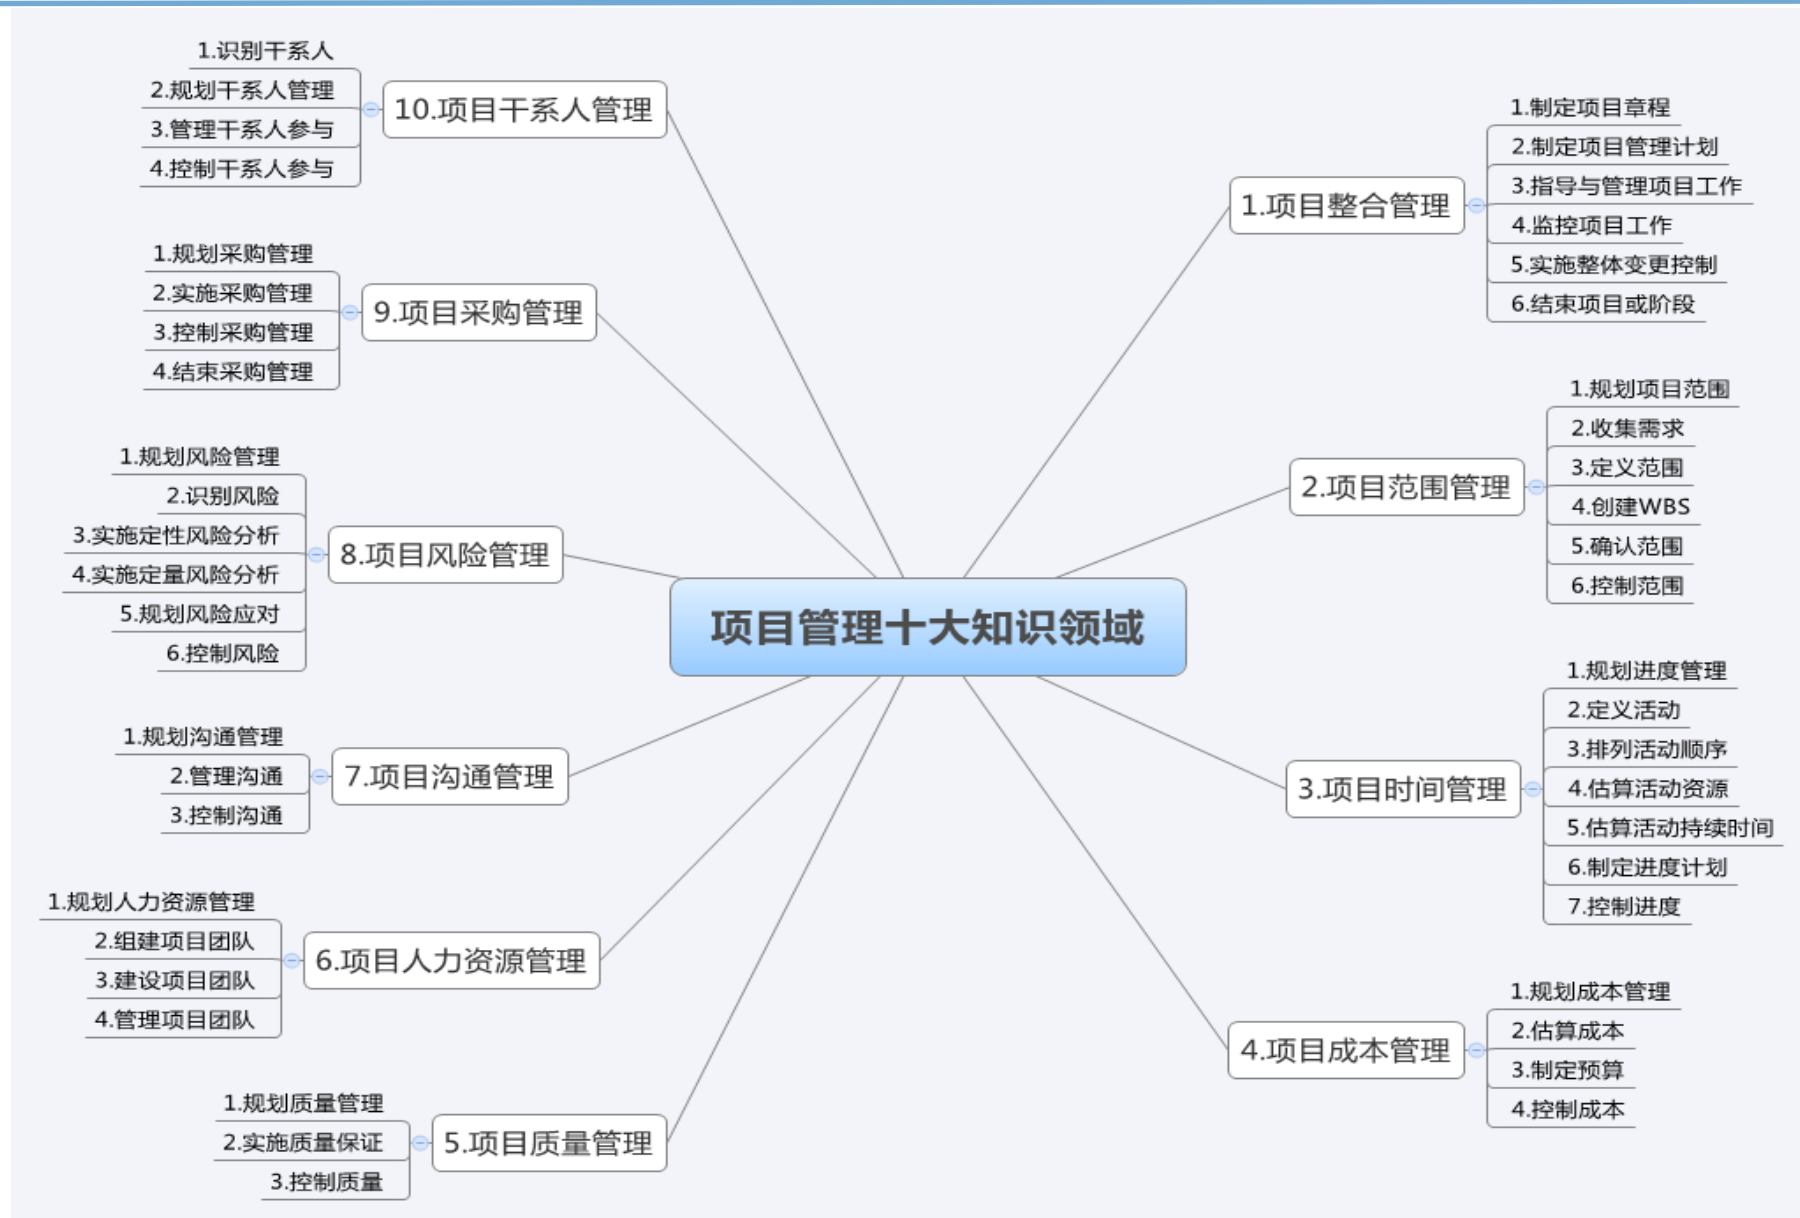 项目管理十大知识领域
1.项目整合管理
1.制定项目章程
2.制定项目管理计划
3.指导与管理项目工作
4.监控项目工作
5.实施整体变更控制
6.结束项目或阶段
2.项目范围管理
1.规划项目范围
2.收集需求
3.定义范围
4.创建WBS
5.确认范围
6.控制范围
3.项目时间管理
1.规划进度管理
2.定义活动
3.排列活动顺序
4.估算活动资源
5.估算活动持续时间
6.制定进度计划
7.控制进度
4.项目成本管理
1.规划成本管理
2.估算成本
3.制定预算
4.控制成本
5.项目质量管理
1.规划质量管理
2.实施质量保证
3.控制质量
6.项目人力资源管理
1.规划人力资源管理
2.组建项目团队
3.建设项目团队
4.管理项目团队
7.项目沟通管理
1.规划沟通管理
2.管理沟通
3.控制沟通
8.项目风险管理
1.规划风险管理
2.识别风险
3.实施定性风险分析
4.实施定量风险分析
5.规划风险应对
6.控制风险
9.项目采购管理
1.规划采购管理
2.实施采购管理
3.控制采购管理
4.结束采购管理
10.项目干系人管理
1.识别干系人
2.规划干系人管理
3.管理干系人参与
4.控制干系人参与